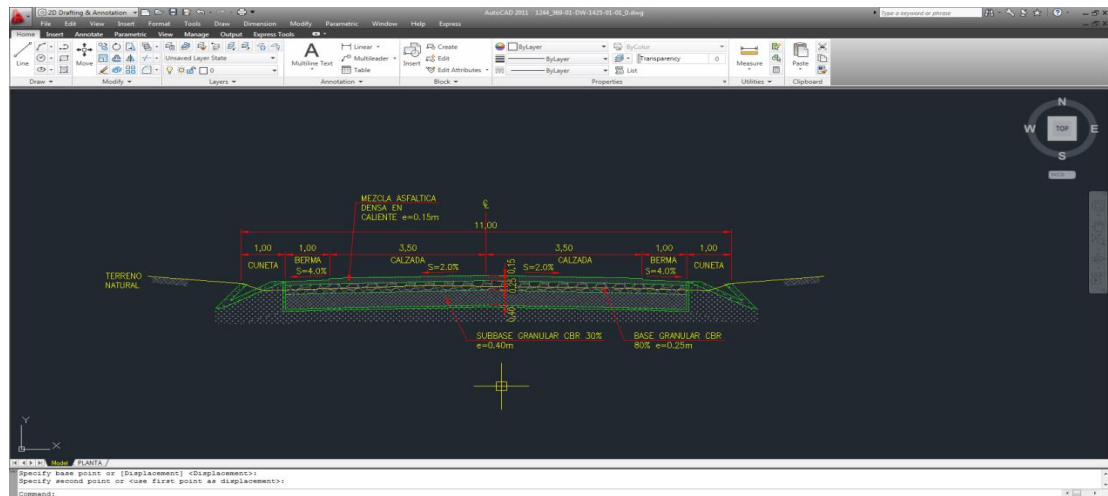 2D Drafting & Annotation
AutoCAD 2011 1244_369-01-DW-1425-01-01_0.dwg
Type a keyword or phrase
File Edit View Insert Format Tools Draw Dimension Modify Parametric Window Help Express
Home Insert Annotate Parametric View Manage Output Express Tools
Line
Move
Unsaved Layer State
0
A
Multiline Text
Linear
Multileader
Table
Insert
Create
Edit
Edit Attributes
ByLayer
ByLayer
ByLayer
ByColor
Transparency 0
List
Measure
Paste
Draw Modify Layers Annotation Block Properties Utilities Clipboard
N
W TOP E
S
WCS
MEZCLA ASFALTICA
DENSA EN
CALIENTE e=0.15m
11,00
1,00 1,00 3,50 3,50 1,00 1,00
CUNETA BERMA CALZADA CALZADA BERMA CUNETA
S=4.0% S=2.0% S=2.0% S=4.0%
0,15
0,25
0,40
TERRENO
NATURAL
SUBBASE GRANULAR CBR 30%
e=0.40m
BASE GRANULAR CBR
80% e=0.25m
Y
X
Model PLANTA
Specify base point or [Displacement] <Displacement>:
Specify second point or <use first point as displacement>:
Command: